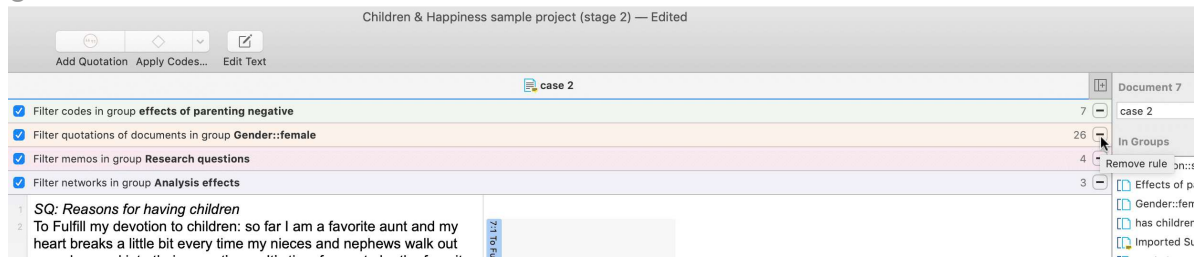 Children & Happiness sample project (stage 2) — Edited
Add Quotation Apply Codes... Edit Text
case 2
Document 7
Filter codes in group effects of parenting negative 7
case 2
Filter quotations of documents in group Gender::female 26
In Groups
Filter memos in group Research questions 4
Remove rule
Filter networks in group Analysis effects 3
Effects of p
Gender::fem
has children
Imported Su
1 SQ: Reasons for having children
2 To Fulfill my devotion to children: so far I am a favorite aunt and my
heart breaks a little bit every time my nieces and nephews walk out
7:1 To Fu